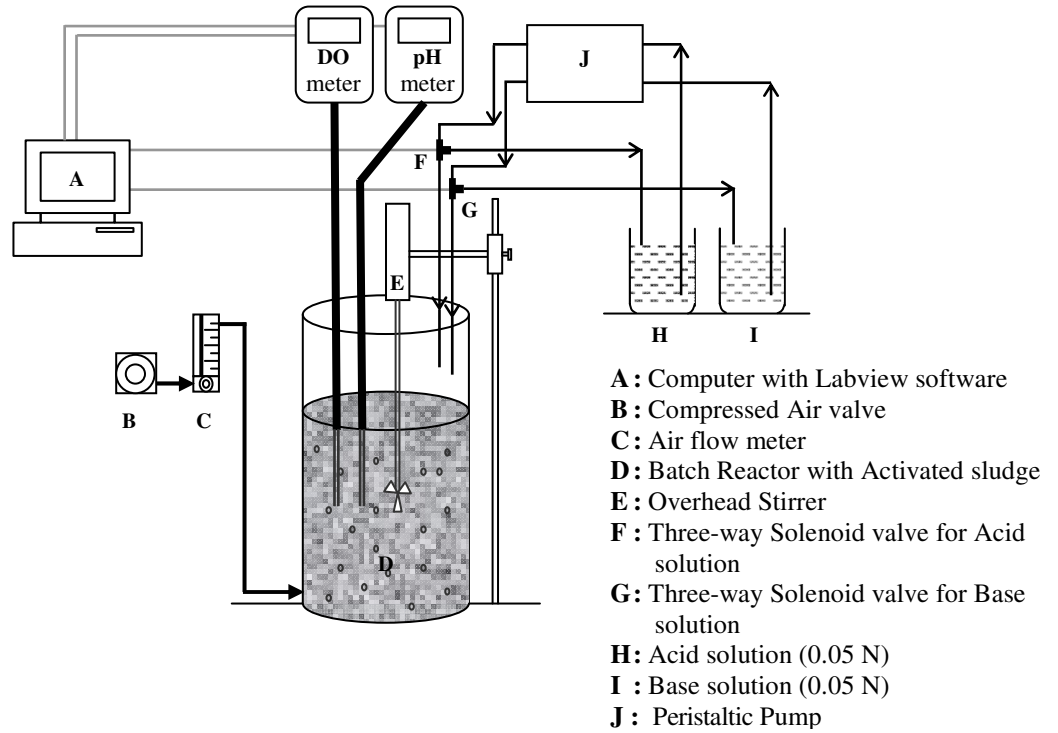 DO
meter
pH
meter
J
A
F
G
E
B
C
H
I
D
A : Computer with Labview software
B : Compressed Air valve
C : Air flow meter
D : Batch Reactor with Activated sludge
E : Overhead Stirrer
F : Three-way Solenoid valve for Acid
solution
G : Three-way Solenoid valve for Base
solution
H : Acid solution (0.05 N)
I : Base solution (0.05 N)
J : Peristaltic Pump